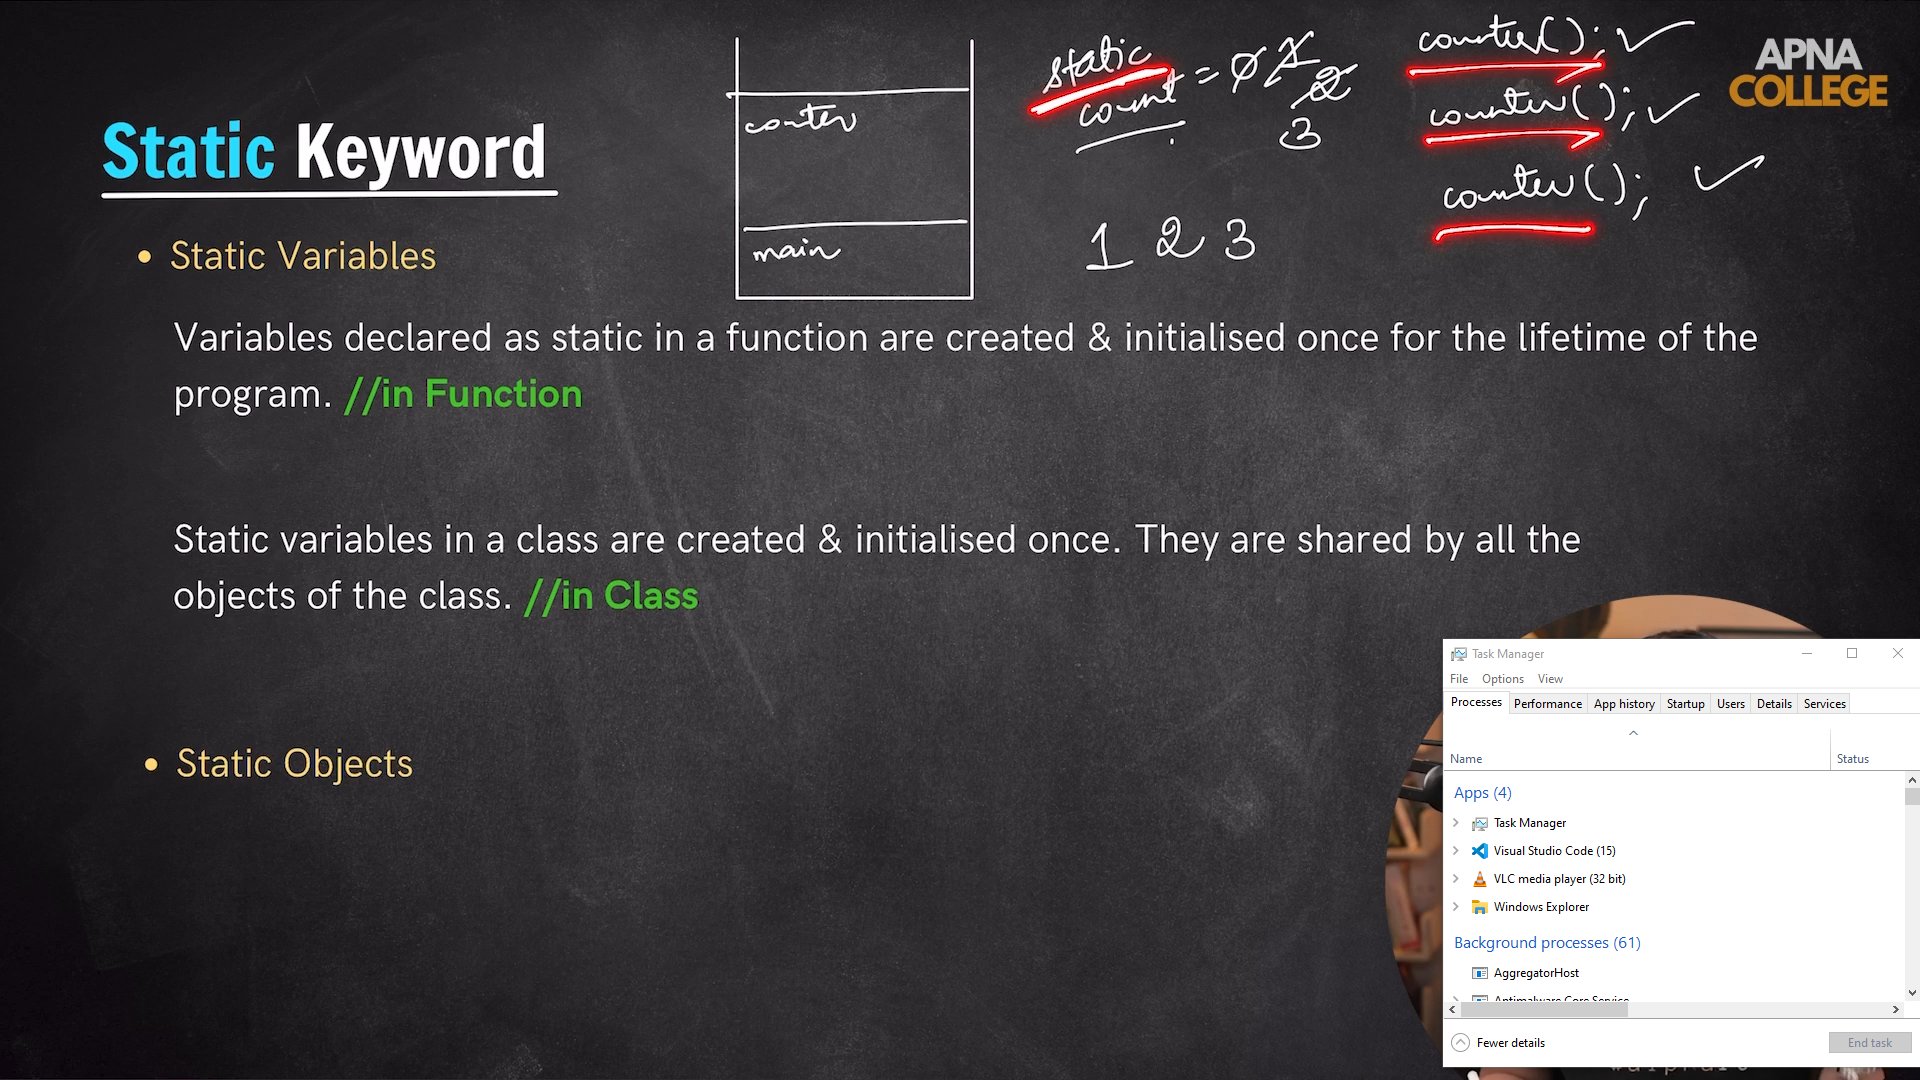 Static Keyword
conter
main
static
count = 0 1
2
3
1 2 3
counter();
counter();
counter();
APNA
COLLEGE
• Static Variables
Variables declared as static in a function are created & initialised once for the lifetime of the
program. //in Function
Static variables in a class are created & initialised once. They are shared by all the
objects of the class. //in Class
• Static Objects
Task Manager
File Options View
Processes Performance App history Startup Users Details Services
Name Status
Apps (4)
Task Manager
Visual Studio Code (15)
VLC media player (32 bit)
Windows Explorer
Background processes (61)
AggregatorHost
Antimalware Core Service
Fewer details End task